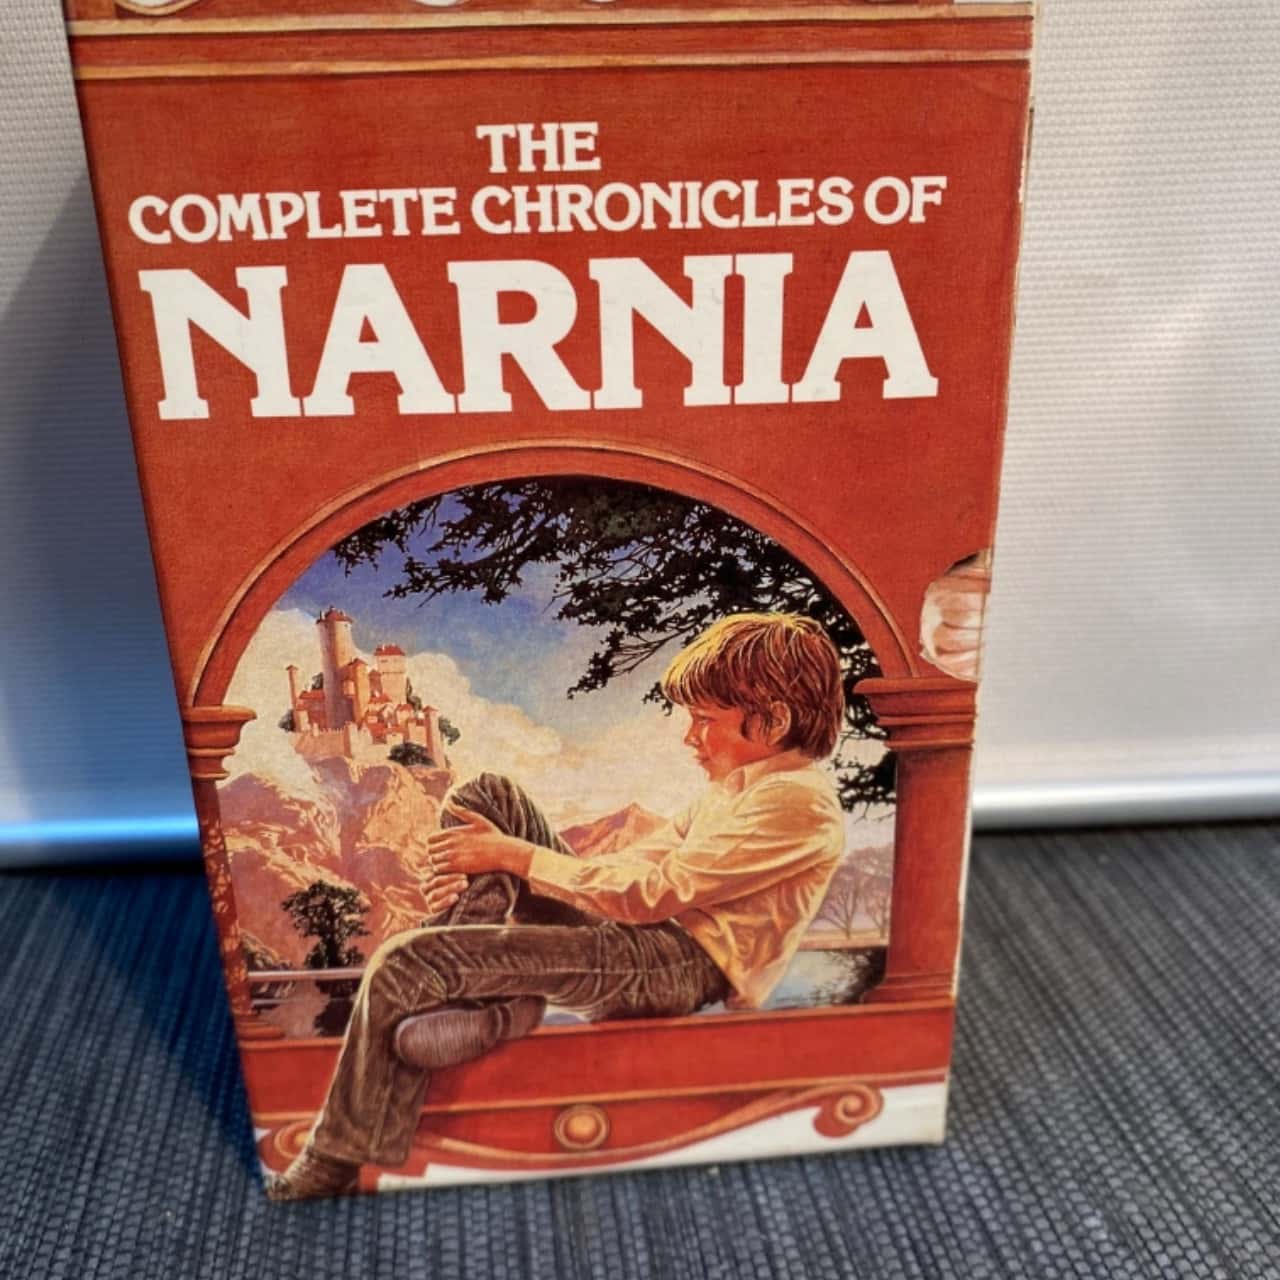 THE
COMPLETE CHRONICLES OF
NARNIA